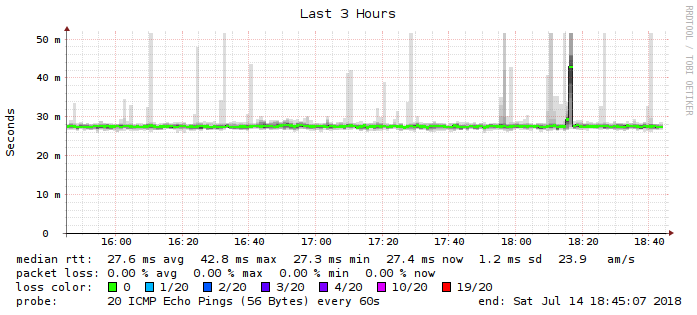 Last 3 Hours
RRDTOOL / TOBI OETIKER
Seconds
50 m
40 m
30 m
20 m
10 m
0
16:00 16:20 16:40 17:00 17:20 17:40 18:00 18:20 18:40
median rtt: 27.6 ms avg 42.8 ms max 27.3 ms min 27.4 ms now 1.2 ms sd 23.9 am/s
packet loss: 0.00 % avg 0.00 % max 0.00 % min 0.00 % now
loss color: 0 1/20 2/20 3/20 4/20 10/20 19/20
probe: 20 ICMP Echo Pings (56 Bytes) every 60s end: Sat Jul 14 18:45:07 2018